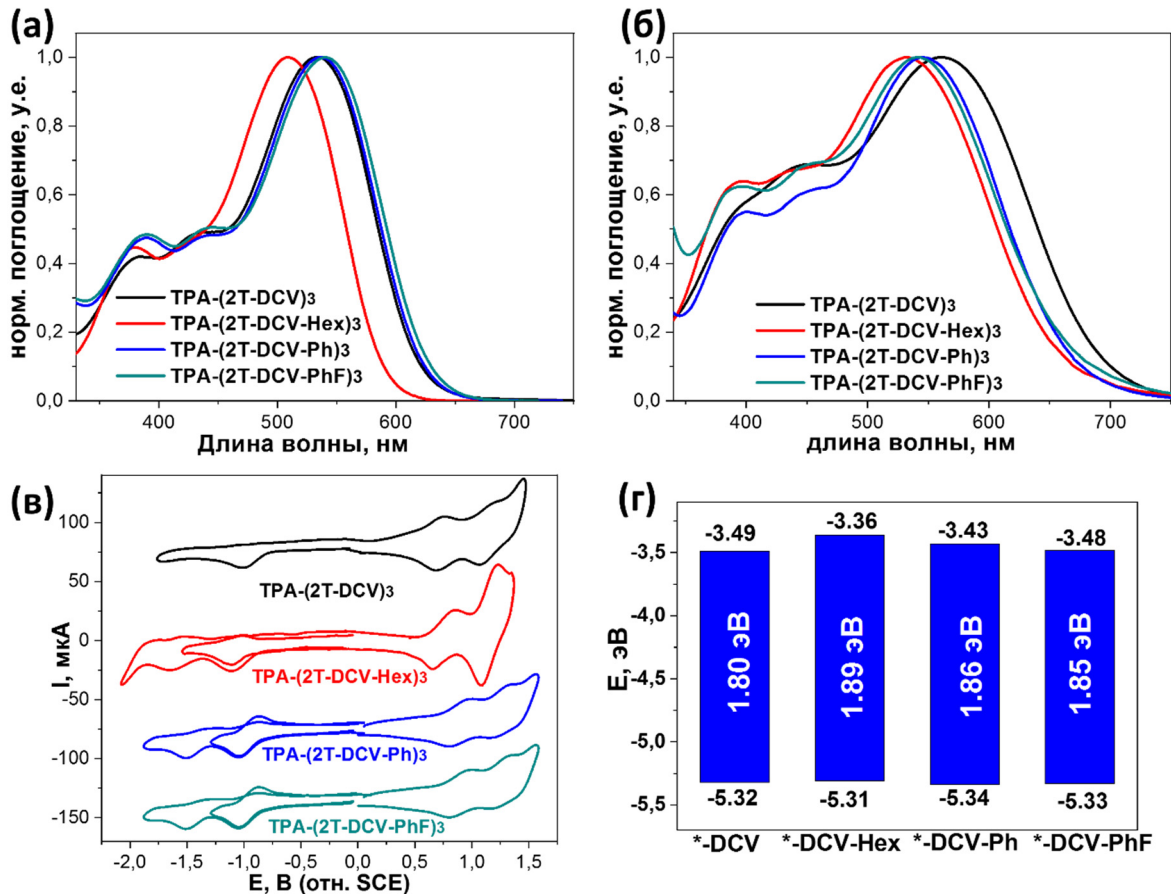 (а)
1,0
0,8
0,6
0,4
0,2
0,0
норм. поглощение, у.е.
TPA-(2T-DCV)3
TPA-(2T-DCV-Hex)3
TPA-(2T-DCV-Ph)3
TPA-(2T-DCV-PhF)3
400 500 600 700
Длина волны, нм
(б)
1,0
0,8
0,6
0,4
0,2
0,0
норм. поглощение, у.е.
TPA-(2T-DCV)3
TPA-(2T-DCV-Hex)3
TPA-(2T-DCV-Ph)3
TPA-(2T-DCV-PhF)3
400 500 600 700
длина волны, нм
(в)
100
50
0
-50
-100
-150
I, мкА
TPA-(2T-DCV)3
TPA-(2T-DCV-Hex)3
TPA-(2T-DCV-Ph)3
TPA-(2T-DCV-PhF)3
-2,0 -1,5 -1,0 -0,5 0,0 0,5 1,0 1,5
E, В (отн. SCE)
(г)
-3,5
-4,0
-4,5
-5,0
-5,5
E, эВ
-3.49 -3.36 -3.43 -3.48
1.80 эВ
1.89 эВ
1.86 эВ
1.85 эВ
-5.32 -5.31 -5.34 -5.33
*-DCV *-DCV-Hex *-DCV-Ph *-DCV-PhF